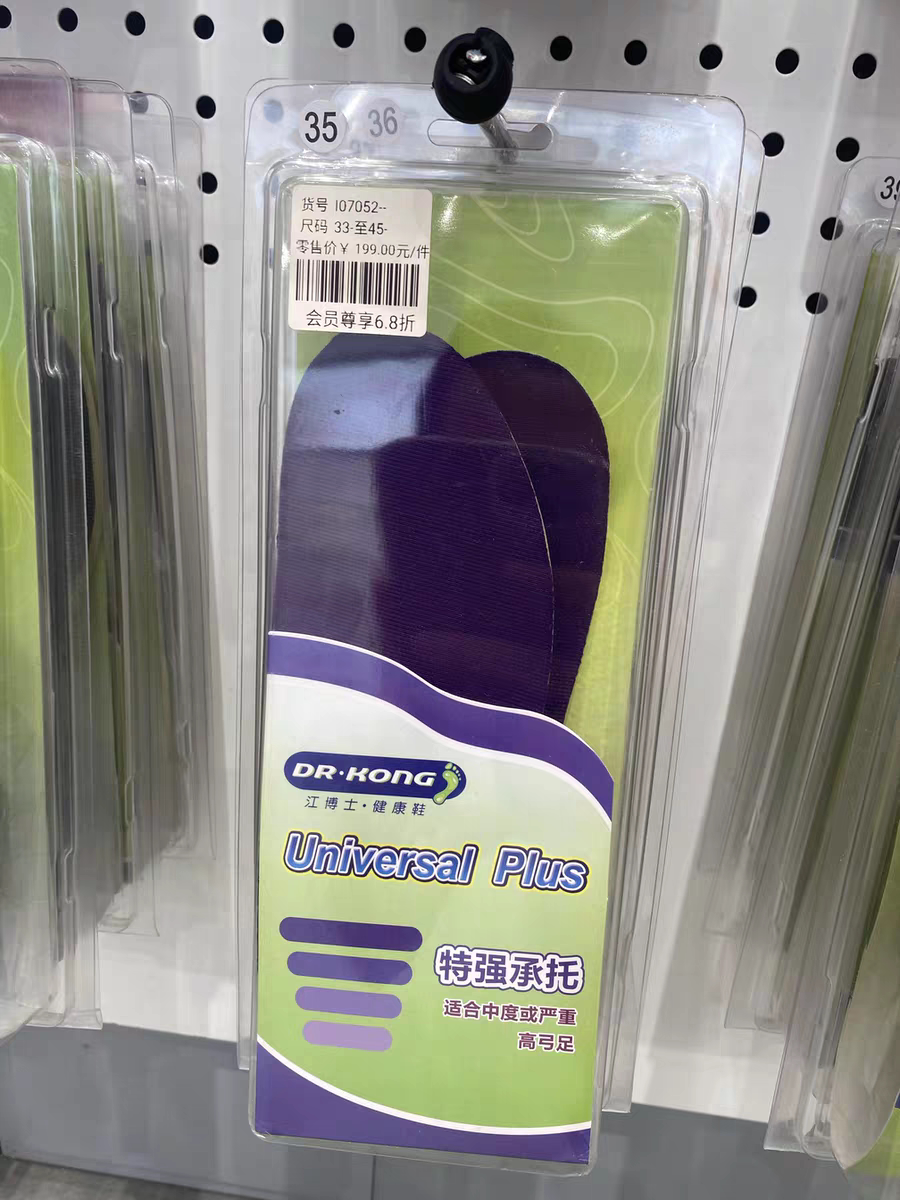 35
36
货号 I07052--
尺码 33-至45-
零售价¥ 199.00元/件
会员尊享6.8折
DR·KONG
江博士·健康鞋
Universal Plus
特强承托
适合中度或严重
高弓足